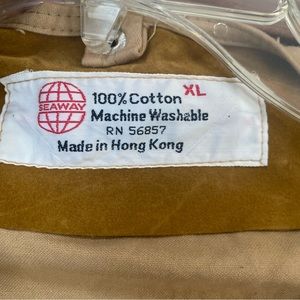 SEAWAY
100% Cotton XL
Machine Washable
RN 56857
Made in Hong Kong